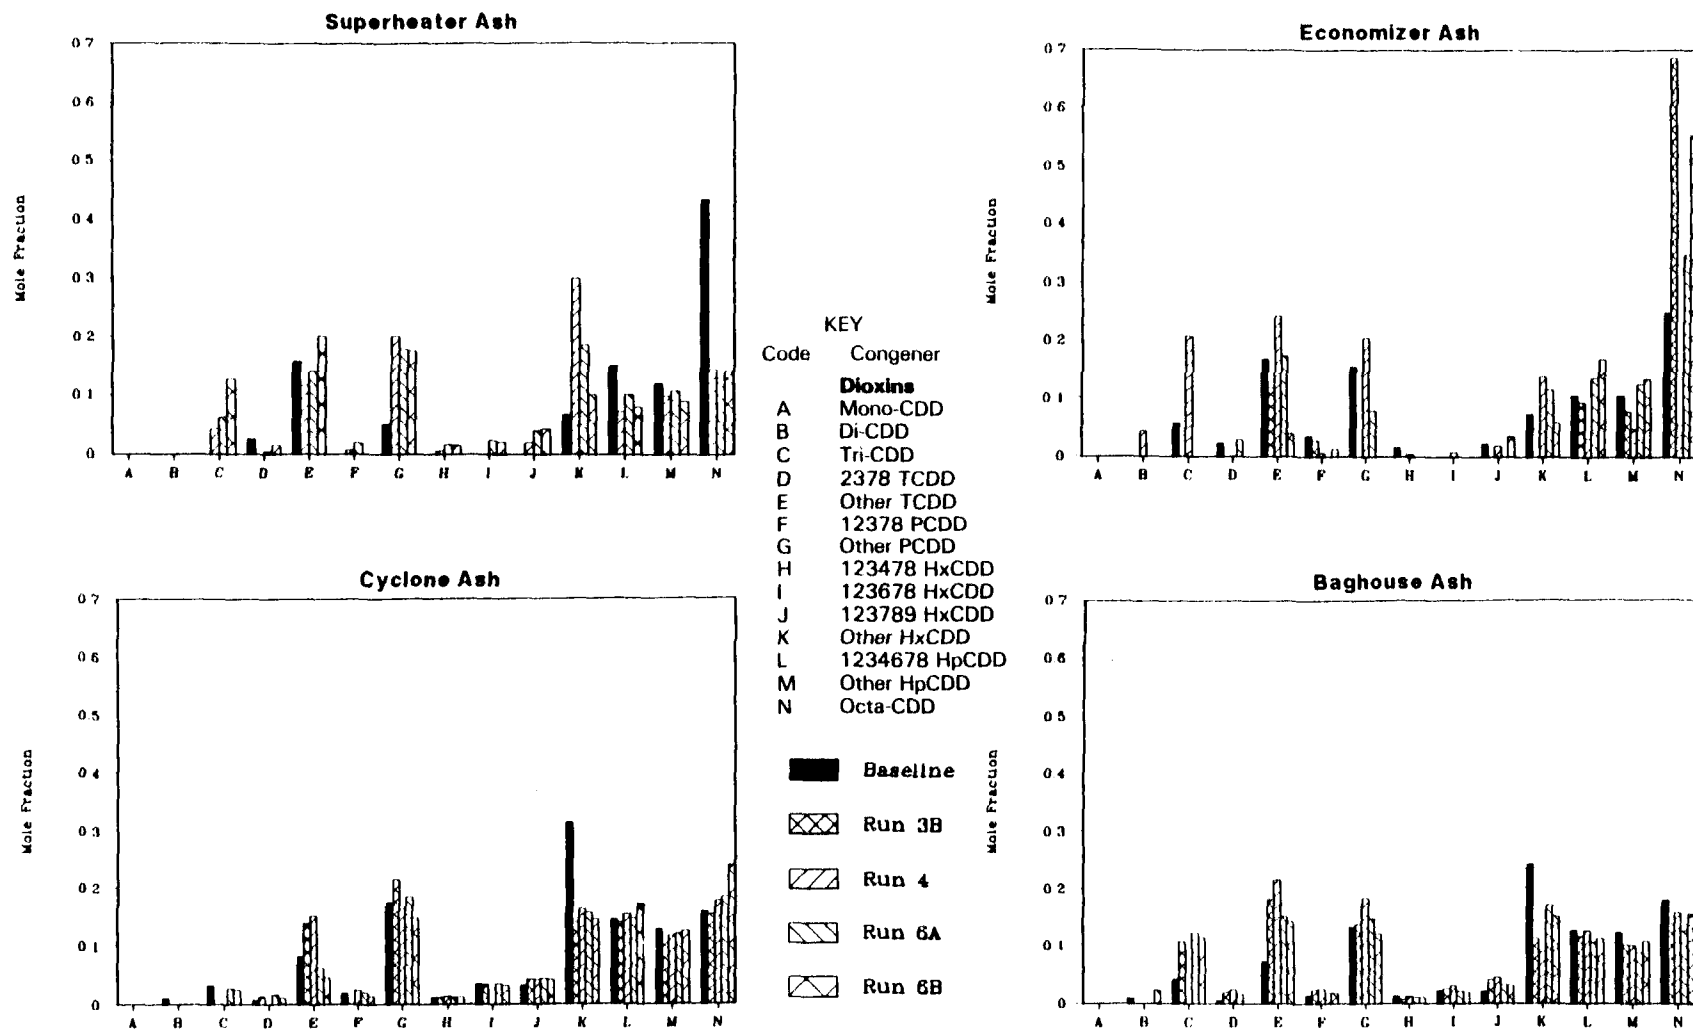 Superheater Ash
0 7
0 6
0 5
0 4
0 3
0 2
0 1
0
Mole Fraction
A B C D E F G H I J K L M N
Economizer Ash
0 7
0 6
0 5
0 4
0 3
0 2
0 1
0
Mole Fraction
A B C D E F G H I J K L M N
KEY
Code Congener
Dioxins
A Mono-CDD
B Di-CDD
C Tri-CDD
D 2378 TCDD
E Other TCDD
F 12378 PCDD
G Other PCDD
H 123478 HxCDD
I 123678 HxCDD
J 123789 HxCDD
K Other HxCDD
L 1234678 HpCDD
M Other HpCDD
N Octa-CDD
Baseline
Run 3B
Run 4
Run 6A
Run 6B
Cyclone Ash
0 7
0 6
0 5
0 4
0 3
0 2
0 1
0
Mole Fraction
A B C D E F G H I J K L M N
Baghouse Ash
0 7
0 6
0 5
0 4
0 3
0 2
0 1
0
Mole Fraction
A B C D E F G H I J K L M N